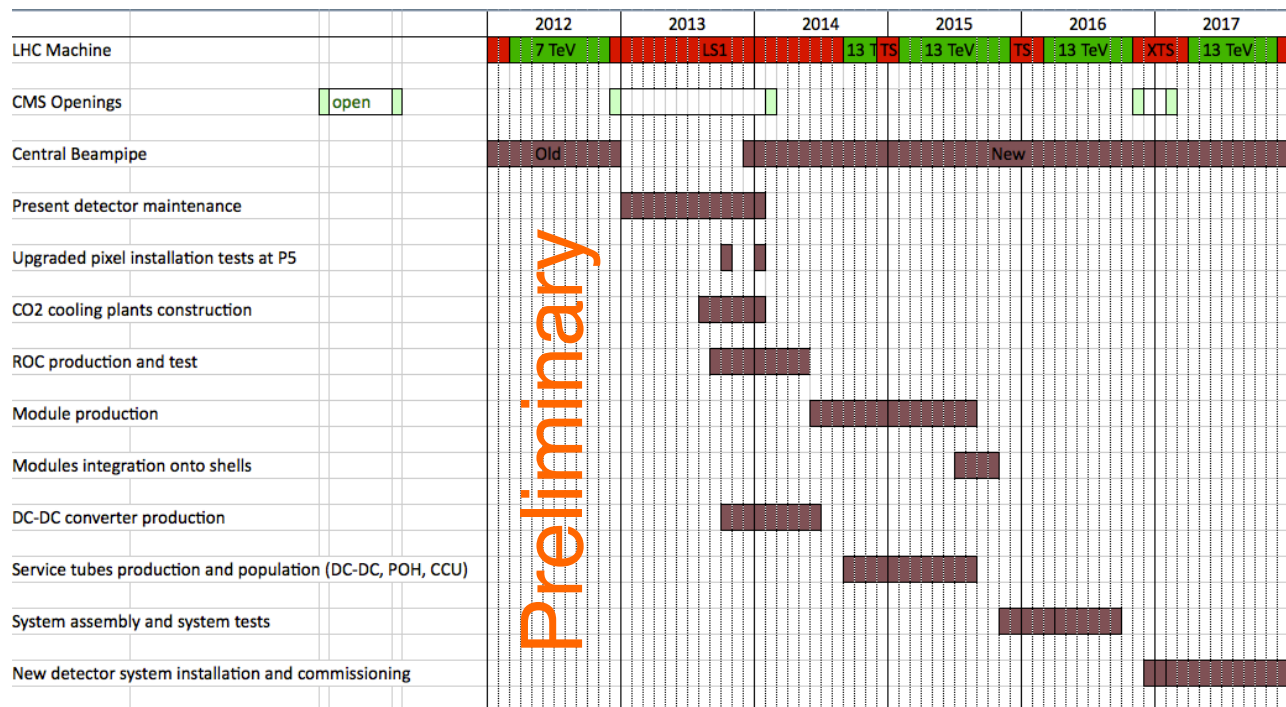 2012 2013 2014 2015 2016 2017
LHC Machine 7 TeV LS1 13 T TS 13 TeV TS 13 TeV XTS 13 TeV
CMS Openings open
Central Beampipe Old New
Present detector maintenance
Upgraded pixel installation tests at P5
CO2 cooling plants construction
ROC production and test
Module production
Modules integration onto shells
DC-DC converter production
Service tubes production and population (DC-DC, POH, CCU)
System assembly and system tests
New detector system installation and commissioning
Preliminary